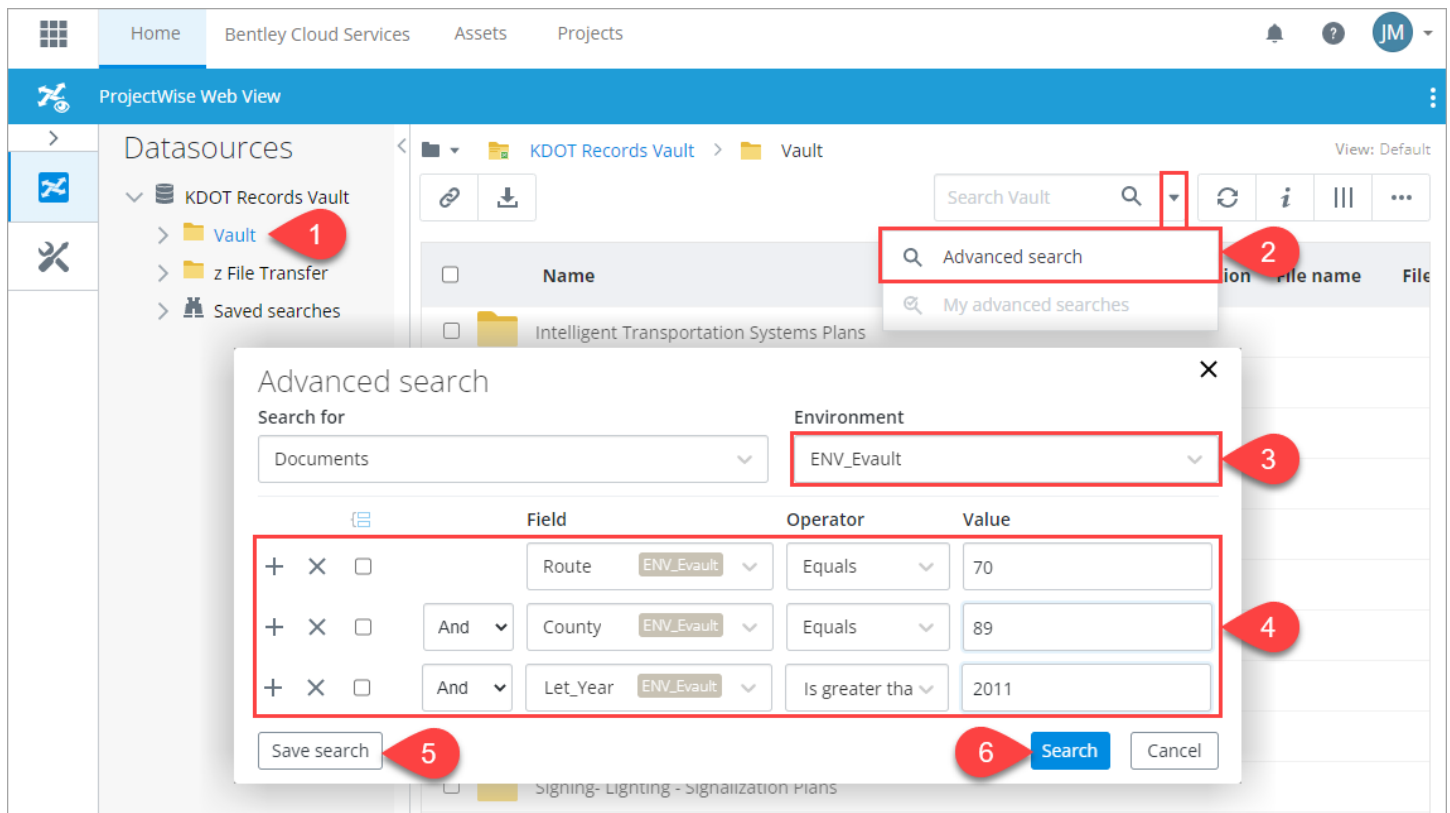 Home Bentley Cloud Services Assets Projects ? JM
ProjectWise Web View
Datasources
KDOT Records Vault > Vault View: Default
KDOT Records Vault
Search Vault
Vault
1
z File Transfer
Saved searches
Advanced search
2
My advanced searches
Name ion File name File
Intelligent Transportation Systems Plans
Advanced search
Search for Environment
Documents ENV_Evault
3
Field Operator Value
Route ENV_Evault Equals 70
And County ENV_Evault Equals 89
4
And Let_Year ENV_Evault Is greater tha 2011
Save search 5 6 Search Cancel
Signing- Lighting - Signalization Plans